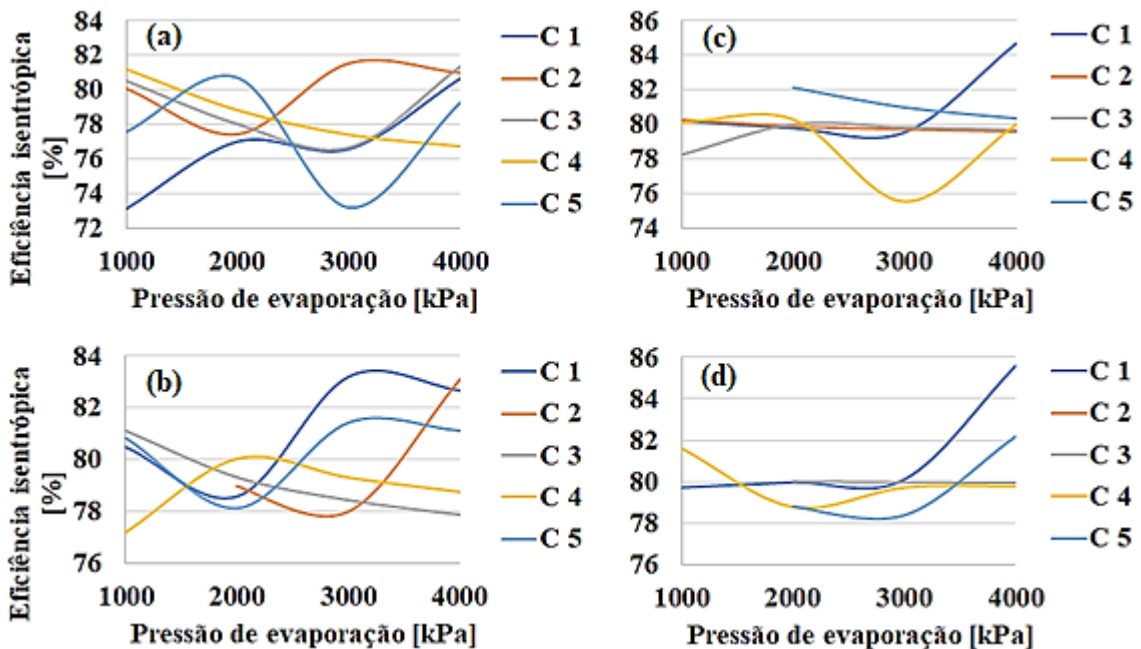 Eficiência isentrópica
[%]
84
82
80
78
76
74
72
(a)
1000 2000 3000 4000
Pressão de evaporação [kPa]
C 1
C 2
C 3
C 4
C 5
Eficiência isentrópica
[%]
84
82
80
78
76
(b)
1000 2000 3000 4000
Pressão de evaporação [kPa]
C 1
C 2
C 3
C 4
C 5
86
84
82
80
78
76
74
(c)
1000 2000 3000 4000
Pressão de evaporação [kPa]
C 1
C 2
C 3
C 4
C 5
86
84
82
80
78
76
(d)
1000 2000 3000 4000
Pressão de evaporação [kPa]
C 1
C 2
C 3
C 4
C 5